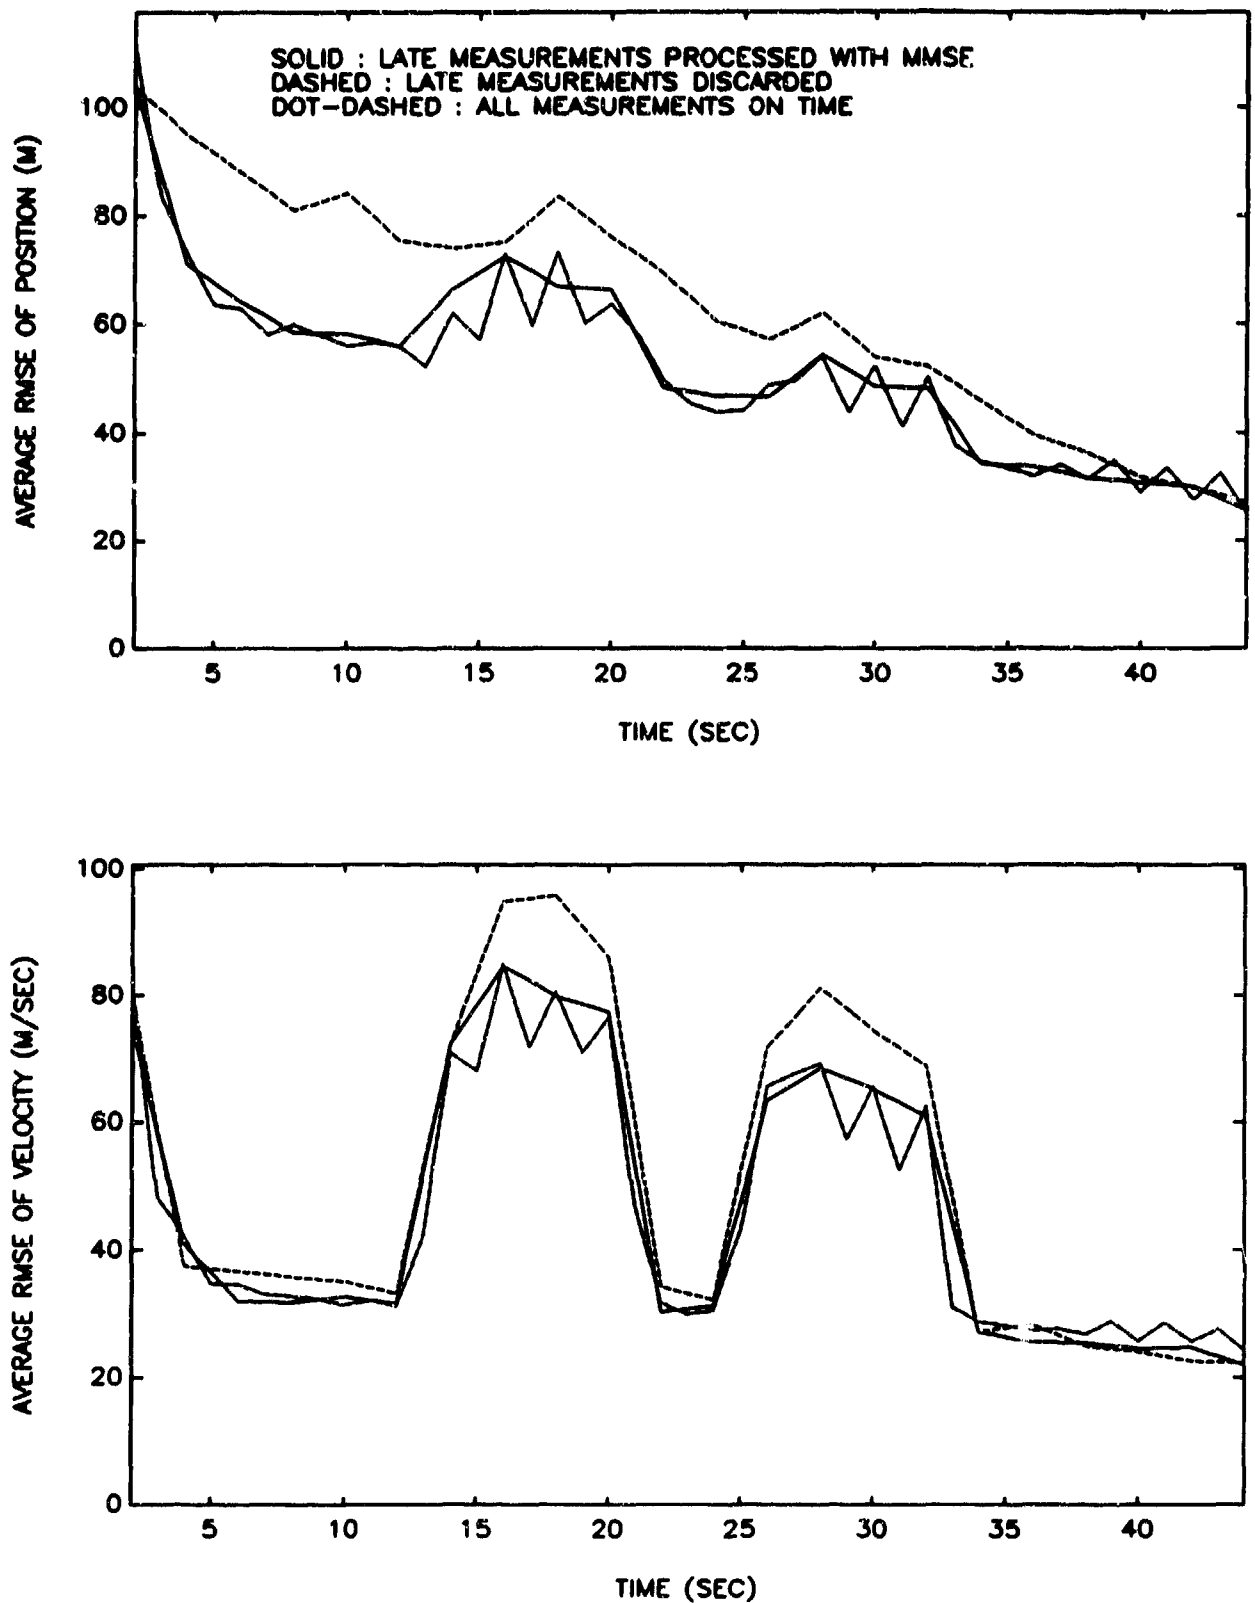 SOLID : LATE MEASUREMENTS PROCESSED WITH MMSE
DASHED : LATE MEASUREMENTS DISCARDED
DOT-DASHED : ALL MEASUREMENTS ON TIME
AVERAGE RMSE OF POSITION (M)
100
80
60
40
20
0
5 10 15 20 25 30 35 40
TIME (SEC)
AVERAGE RMSE OF VELOCITY (M/SEC)
100
80
60
40
20
0
5 10 15 20 25 30 35 40
TIME (SEC)